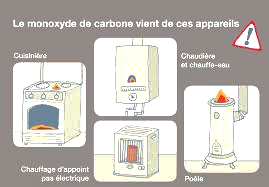 Le monoxyde de carbone vient de ces appareils
Cuisinière
Chaudière
et chauffe-eau
Chauffage d'appoint
pas électrique
Poêle